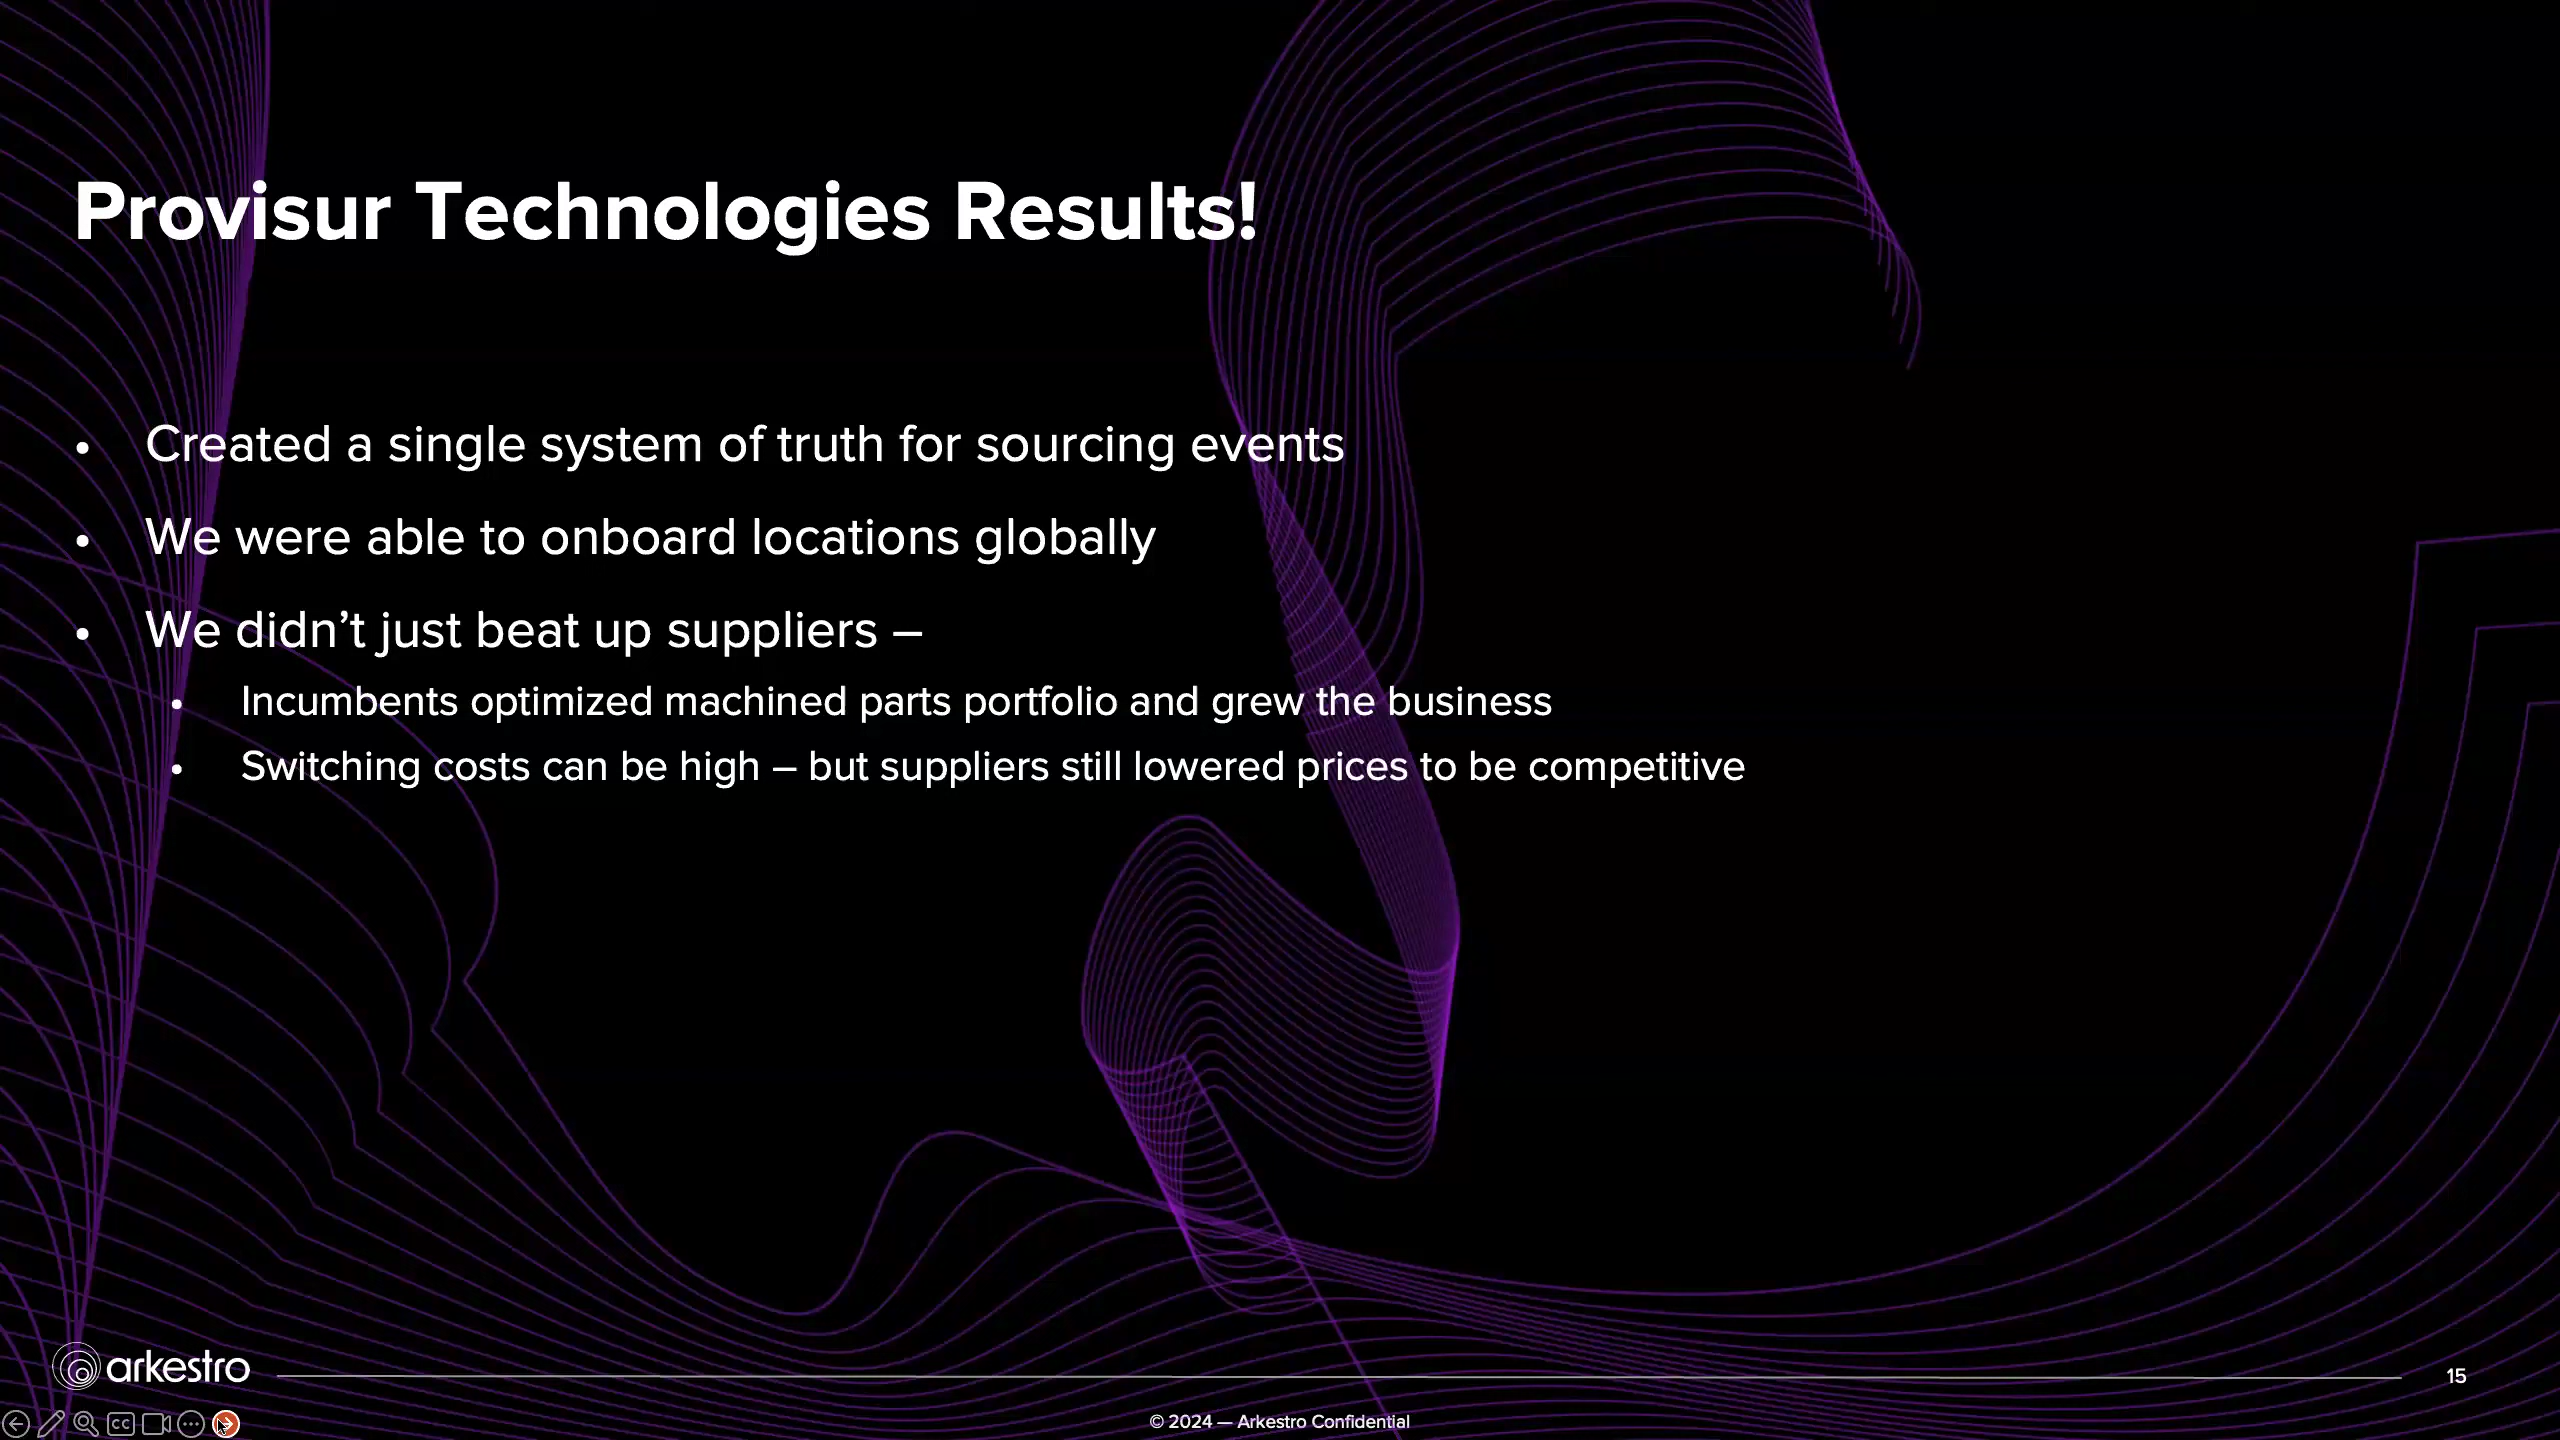 Provisur Technologies Results!
• Created a single system of truth for sourcing events
• We were able to onboard locations globally
• We didn’t just beat up suppliers –
• Incumbents optimized machined parts portfolio and grew the business
• Switching costs can be high – but suppliers still lowered prices to be competitive
arkestro
15
CC
© 2024 — Arkestro Confidential